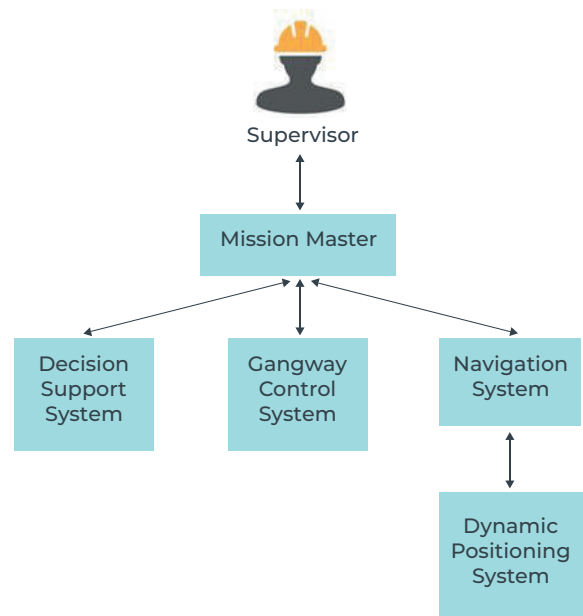 Supervisor
Mission Master
Decision
Support
System
Gangway
Control
System
Navigation
System
Dynamic
Positioning
System